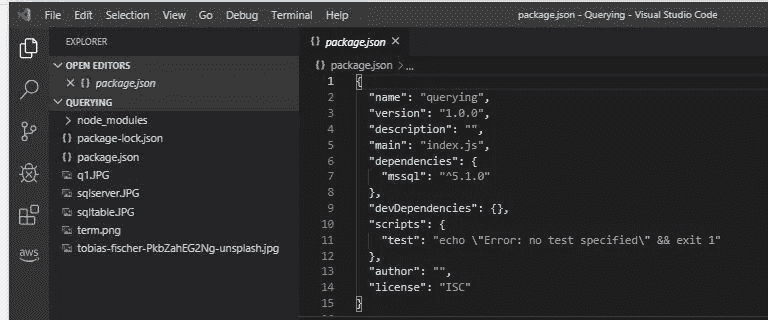 File Edit Selection View Go Debug Terminal Help package.json - Querying - Visual Studio Code
EXPLORER
OPEN EDITORS
{} package.json
QUERYING
node_modules
{} package-lock.json
{} package.json
q1.JPG
sqlserver.JPG
sqltable.JPG
term.png
tobias-fischer-PkbZahEG2Ng-unsplash.jpg
aws
{} package.json
{} package.json > ...
1 {
2 "name": "querying",
3 "version": "1.0.0",
4 "description": "",
5 "main": "index.js",
6 "dependencies": {
7 "mssql": "^5.1.0"
8 },
9 "devDependencies": {},
10 "scripts": {
11 "test": "echo \"Error: no test specified\" && exit 1"
12 },
13 "author": "",
14 "license": "ISC"
15 }